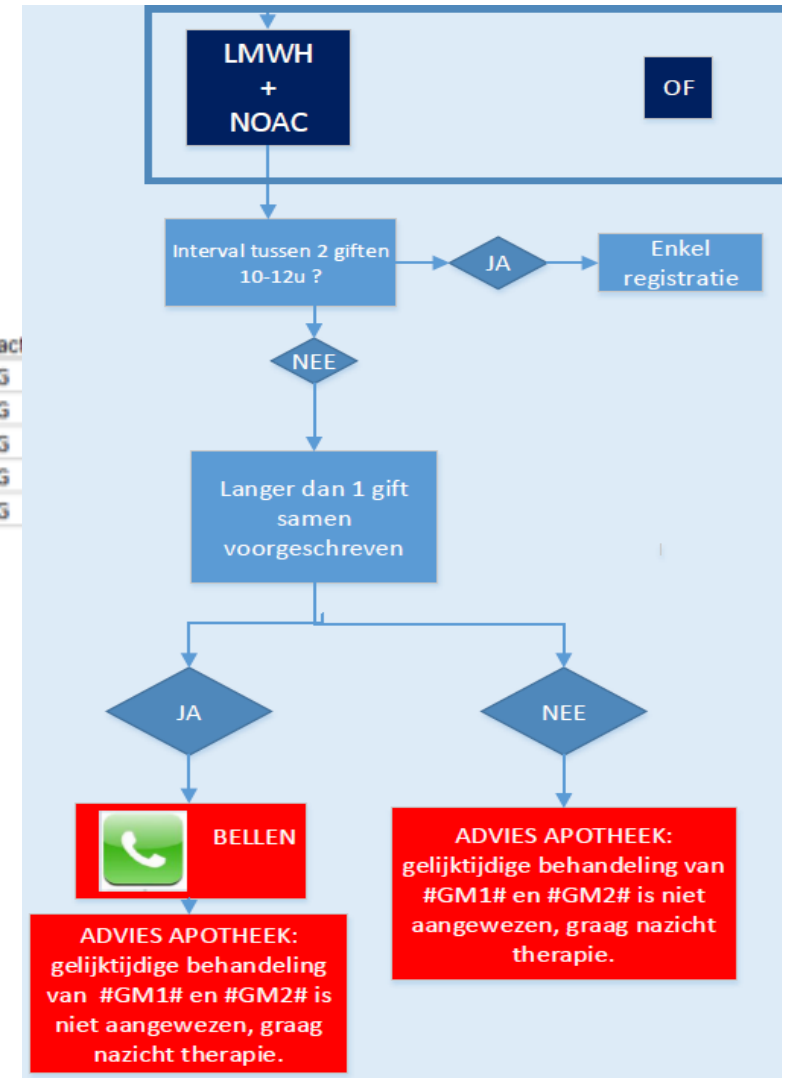 LMWH
+
NOAC
OF
Interval tussen 2 giften
10-12u ?
JA
Enkel
registratie
NEE
Langer dan 1 gift
samen
voorgeschreven
JA
NEE
BELLEN
ADVIES APOTHEEK:
gelijktijdige behandeling
van #GM1# en #GM2# is
niet aangewezen, graag
nazicht therapie.
ADVIES APOTHEEK:
gelijktijdige behandeling van
#GM1# en #GM2# is niet
aangewezen, graag nazicht
therapie.